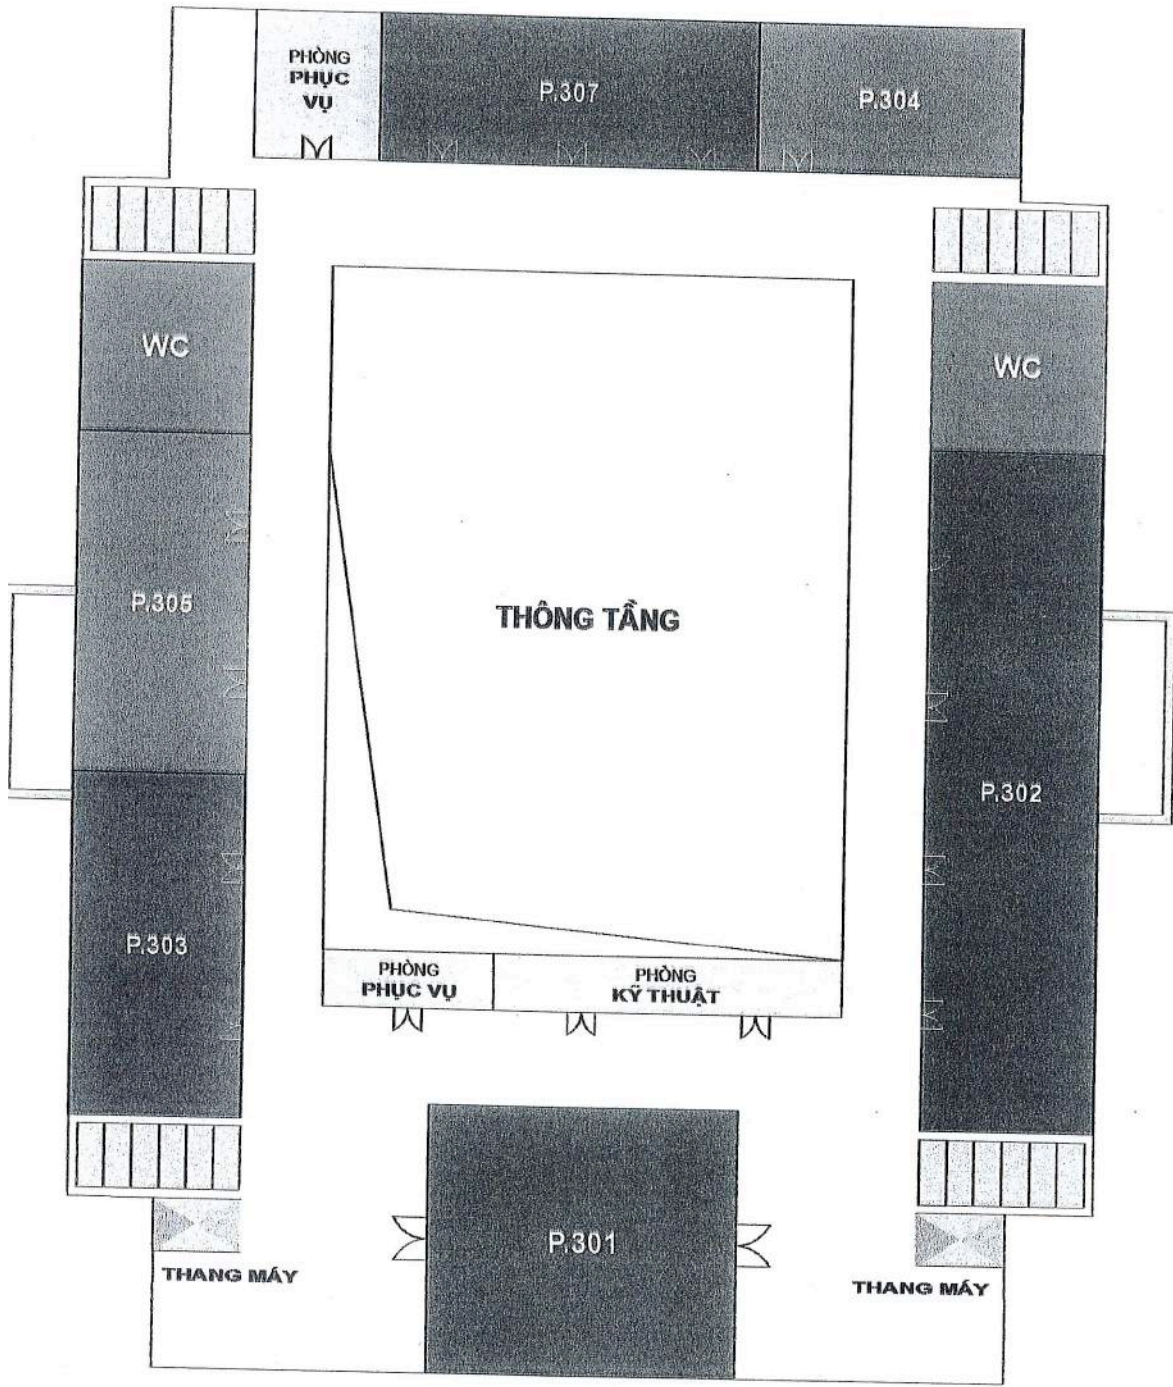 PHÒNG
PHỤC
VỤ
P.307
P.304
WC
WC
P.305
THÔNG TẦNG
P.302
P.303
PHÒNG
PHỤC VỤ
PHÒNG
KỸ THUẬT
P.301
THANG MÁY
THANG MÁY